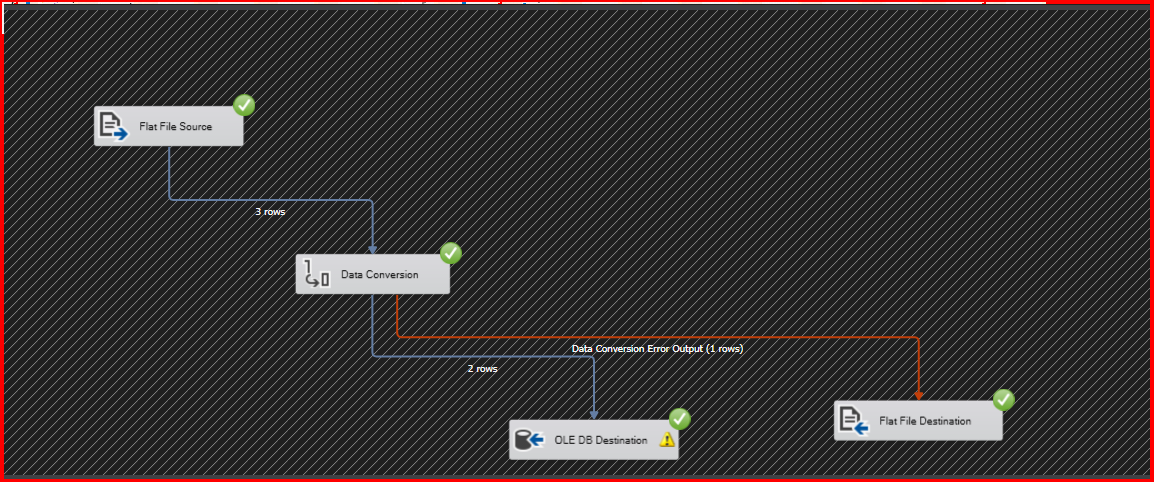 Flat File Source
3 rows
Data Conversion
Data Conversion Error Output (1 rows)
2 rows
Flat File Destination
OLE DB Destination